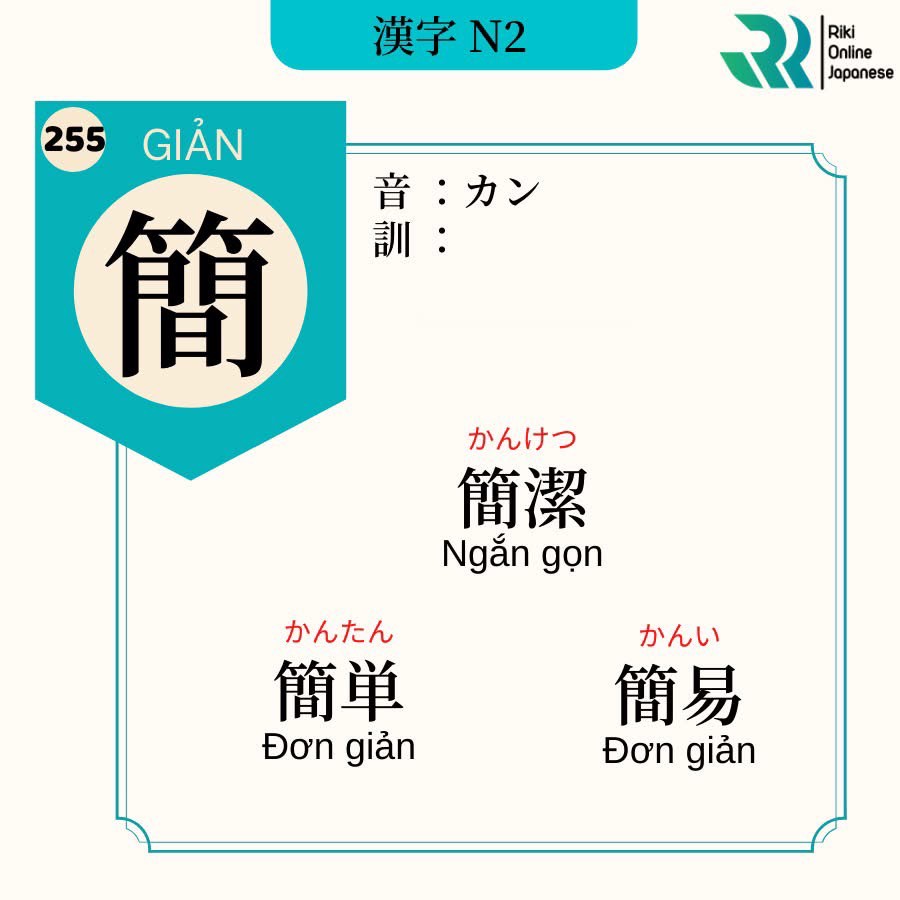 漢字 N2
Riki
Online
Japanese
255
GIẢN
簡
音 ：カン
訓 ：
かんけつ
簡潔
Ngắn gọn
かんたん
簡単
Đơn giản
かんい
簡易
Đơn giản